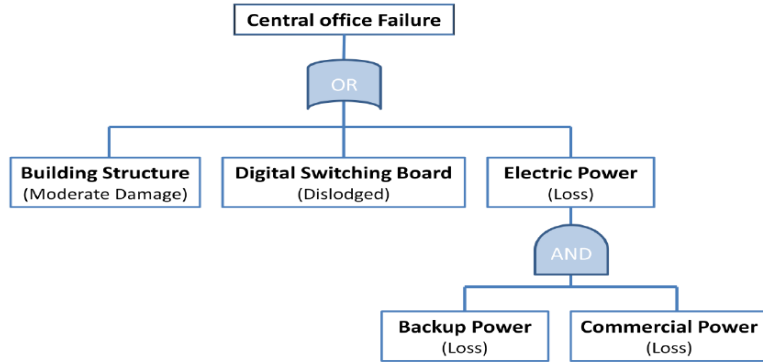 Central office Failure
OR
Building Structure
(Moderate Damage)
Digital Switching Board
(Dislodged)
Electric Power
(Loss)
AND
Backup Power
(Loss)
Commercial Power
(Loss)